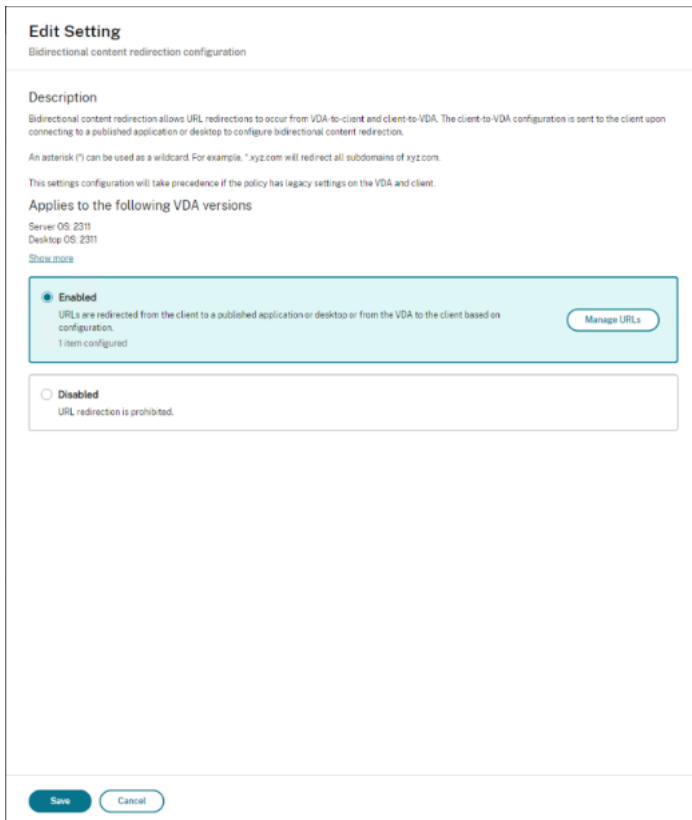 Edit Setting
Bidirectional content redirection configuration
Description
Bidirectional content redirection allows URL redirections to occur from VDA-to-client and client-to-VDA. The client-to-VDA configuration is sent to the client upon
connecting to a published application or desktop to configure bidirectional content redirection.
An asterisk (*) can be used as a wildcard. For example, *.xyz.com will redirect all subdomains of xyz.com.
This settings configuration will take precedence if the policy has legacy settings on the VDA and client.
Applies to the following VDA versions
Server OS: 2311
Desktop OS: 2311
Show more
Enabled
URLs are redirected from the client to a published application or desktop or from the VDA to the client based on
configuration.
1 item configured
Manage URLs
Disabled
URL redirection is prohibited.
Save
Cancel